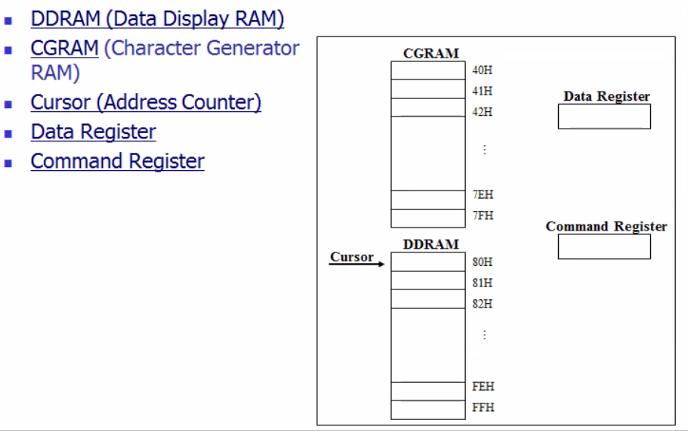 DDRAM (Data Display RAM)
CGRAM (Character Generator
RAM)
Cursor (Address Counter)
Data Register
Command Register
CGRAM
40H
41H
42H
⋮
7EH
7FH
DDRAM
Cursor
80H
81H
82H
⋮
FEH
FFH
Data Register
Command Register